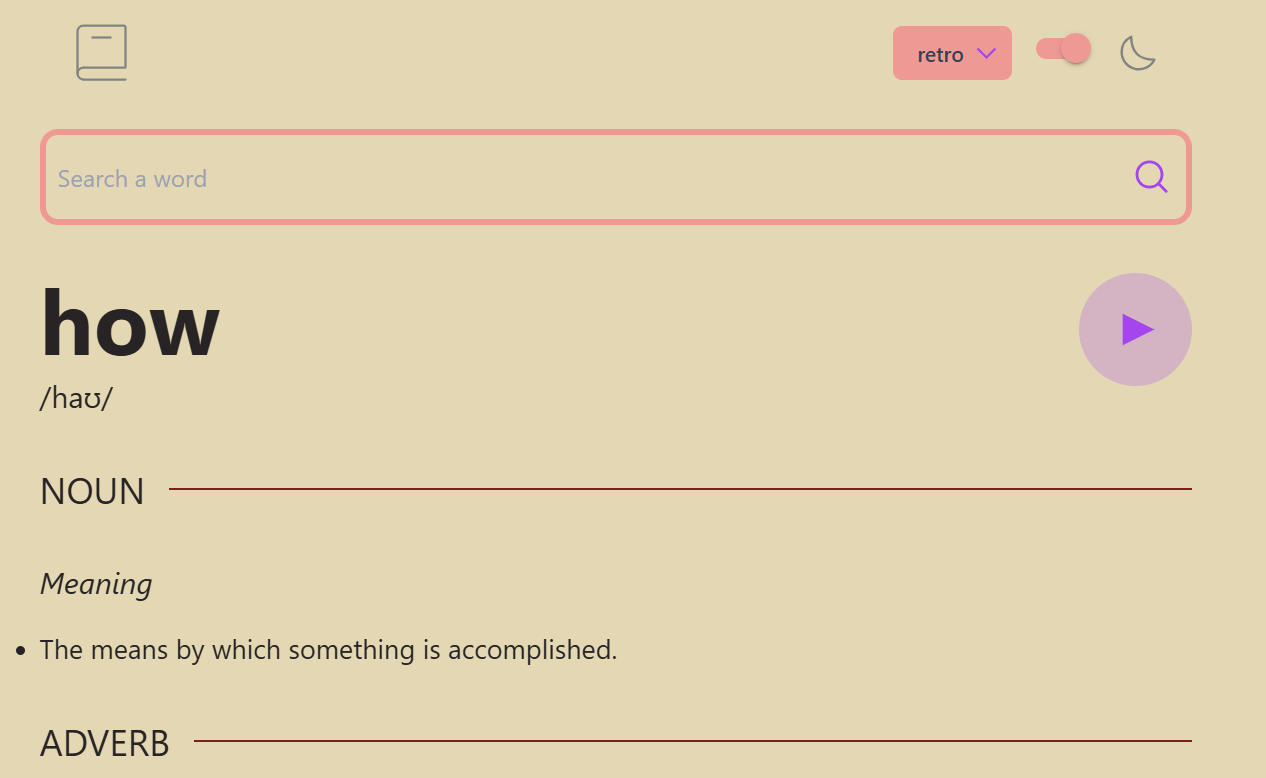 retro
Search a word
how
/haʊ/
NOUN
Meaning
• The means by which something is accomplished.
ADVERB